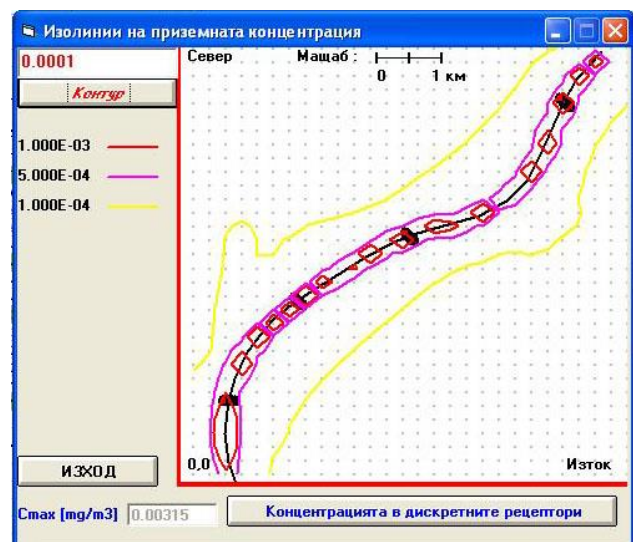 Изолинии на приземната концентрация
0.0001
Север
Мащаб :
0 1 км
Контур
1.000E-03
5.000E-04
1.000E-04
0,0
Изток
ИЗХОД
Cmax [mg/m3]
0.00315
Концентрацията в дискретните рецептори